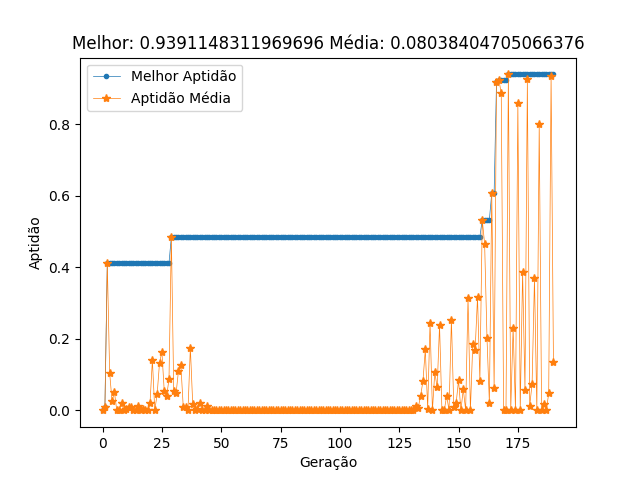 Melhor: 0.9391148311969696 Média: 0.08038404705066376
Melhor Aptidão
Aptidão Média
Aptidão
0.8
0.6
0.4
0.2
0.0
0 25 50 75 100 125 150 175
Geração